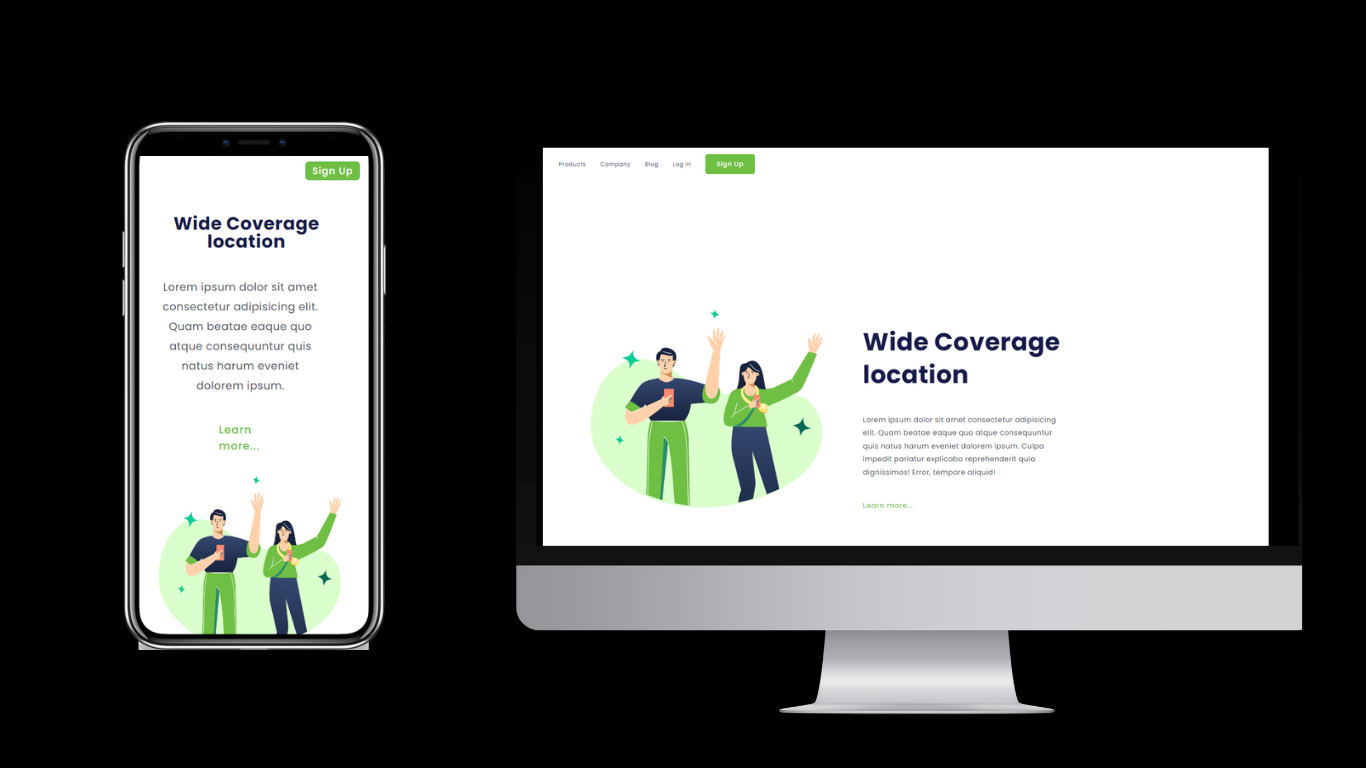 Sign Up
Wide Coverage
location
Lorem ipsum dolor sit amet
consectetur adipisicing elit.
Quam beatae eaque quo
atque consequuntur quis
natus harum eveniet
dolorem ipsum.
Learn
more...
Products Company Blog Log in Sign Up
Wide Coverage
location
Lorem ipsum dolor sit amet consectetur adipisicing
elit. Quam beatae eaque quo atque consequuntur
quis natus harum eveniet dolorem ipsum. Culpa
impedit pariatur explicabo reprehenderit quia
dignissimos! Error, tempore aliquid!
Learn more...